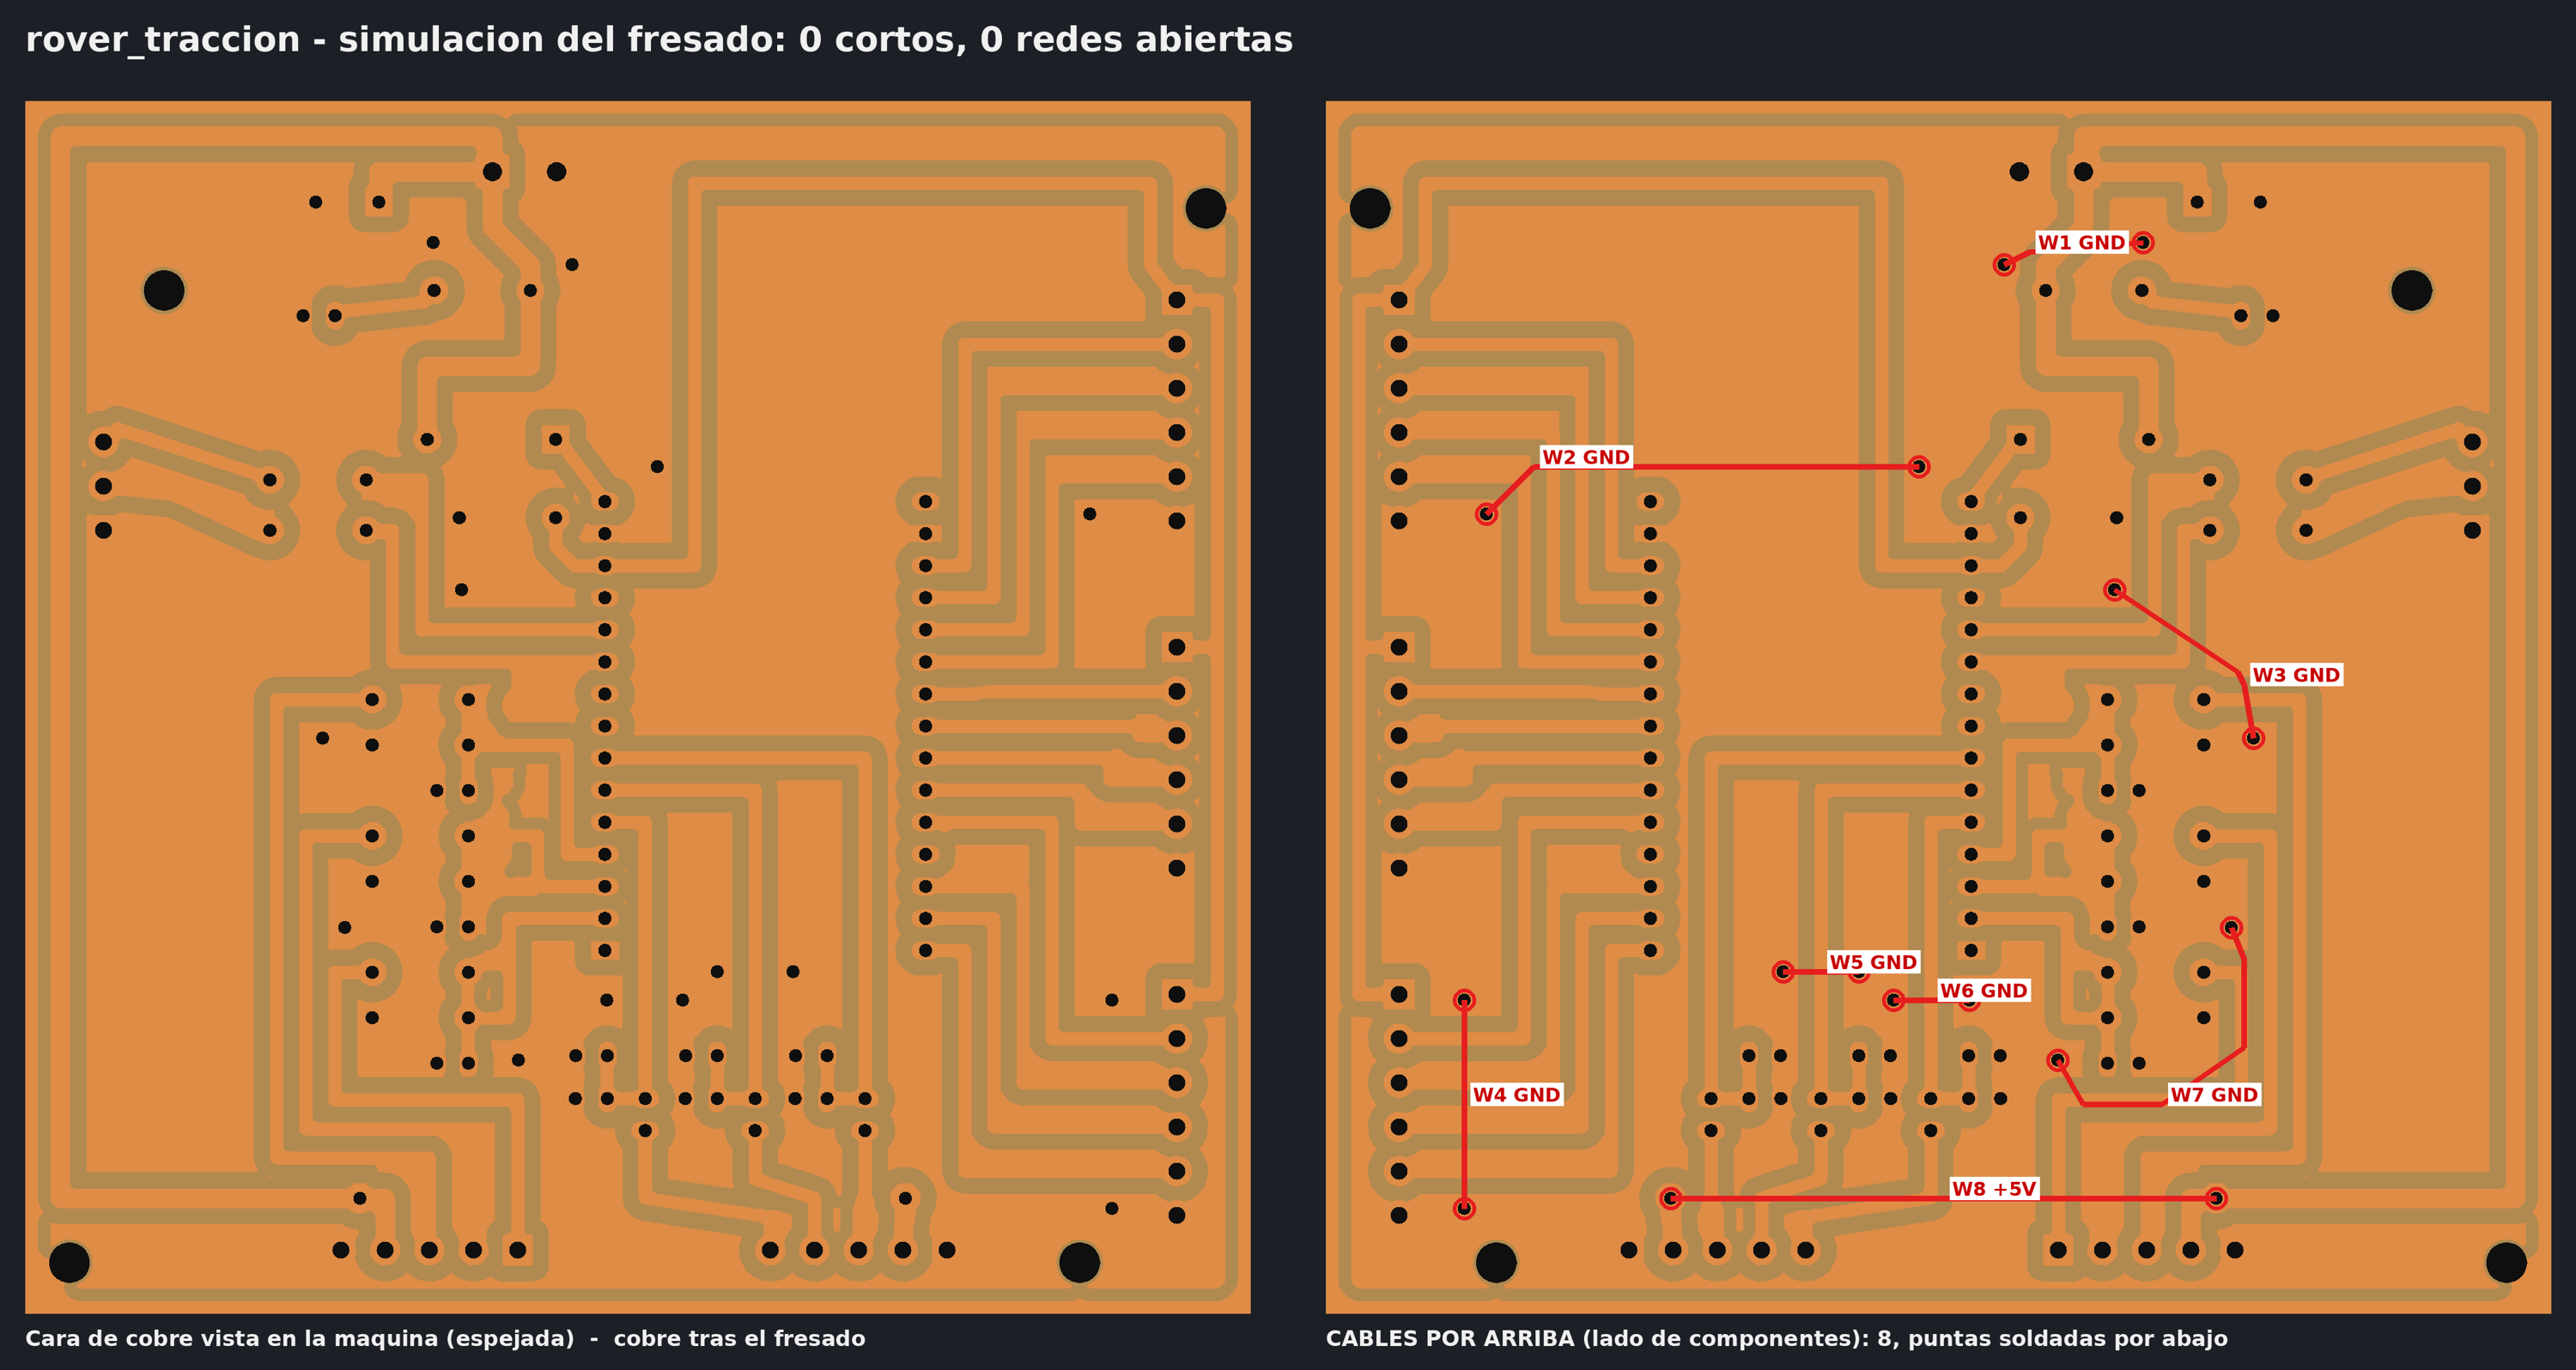 rover_traccion - simulacion del fresado: 0 cortos, 0 redes abiertas
W1 GND
W2 GND
W3 GND
W5 GND
W6 GND
W4 GND
W7 GND
W8 +5V
Cara de cobre vista en la maquina (espejada)  -  cobre tras el fresado
CABLES POR ARRIBA (lado de componentes): 8, puntas soldadas por abajo